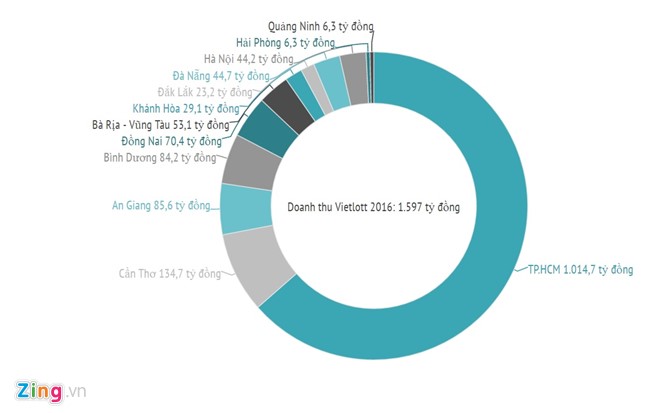 Quảng Ninh 6,3 tỷ đồng
Hải Phòng 6,3 tỷ đồng
Hà Nội 44,2 tỷ đồng
Đà Nẵng 44,7 tỷ đồng
Đắk Lắk 23,2 tỷ đồng
Khánh Hòa 29,1 tỷ đồng
Bà Rịa - Vũng Tàu 53,1 tỷ đồng
Đồng Nai 70,4 tỷ đồng
Bình Dương 84,2 tỷ đồng
An Giang 85,6 tỷ đồng
Doanh thu Vietlott 2016: 1.597 tỷ đồng
Cần Thơ 134,7 tỷ đồng
TP.HCM 1.014,7 tỷ đồng
Zing.vn